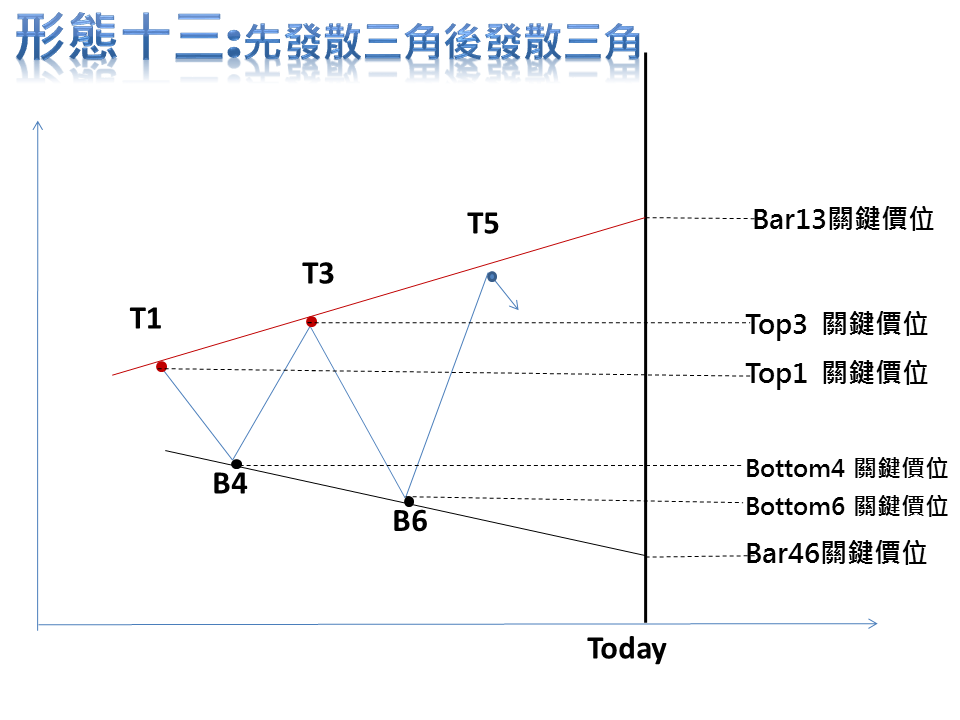 形態十三:先發散三角後發散三角
T5
Bar13關鍵價位
T3
T1
Top3 關鍵價位
Top1 關鍵價位
B4
Bottom4 關鍵價位
B6
Bottom6 關鍵價位
Bar46關鍵價位
Today